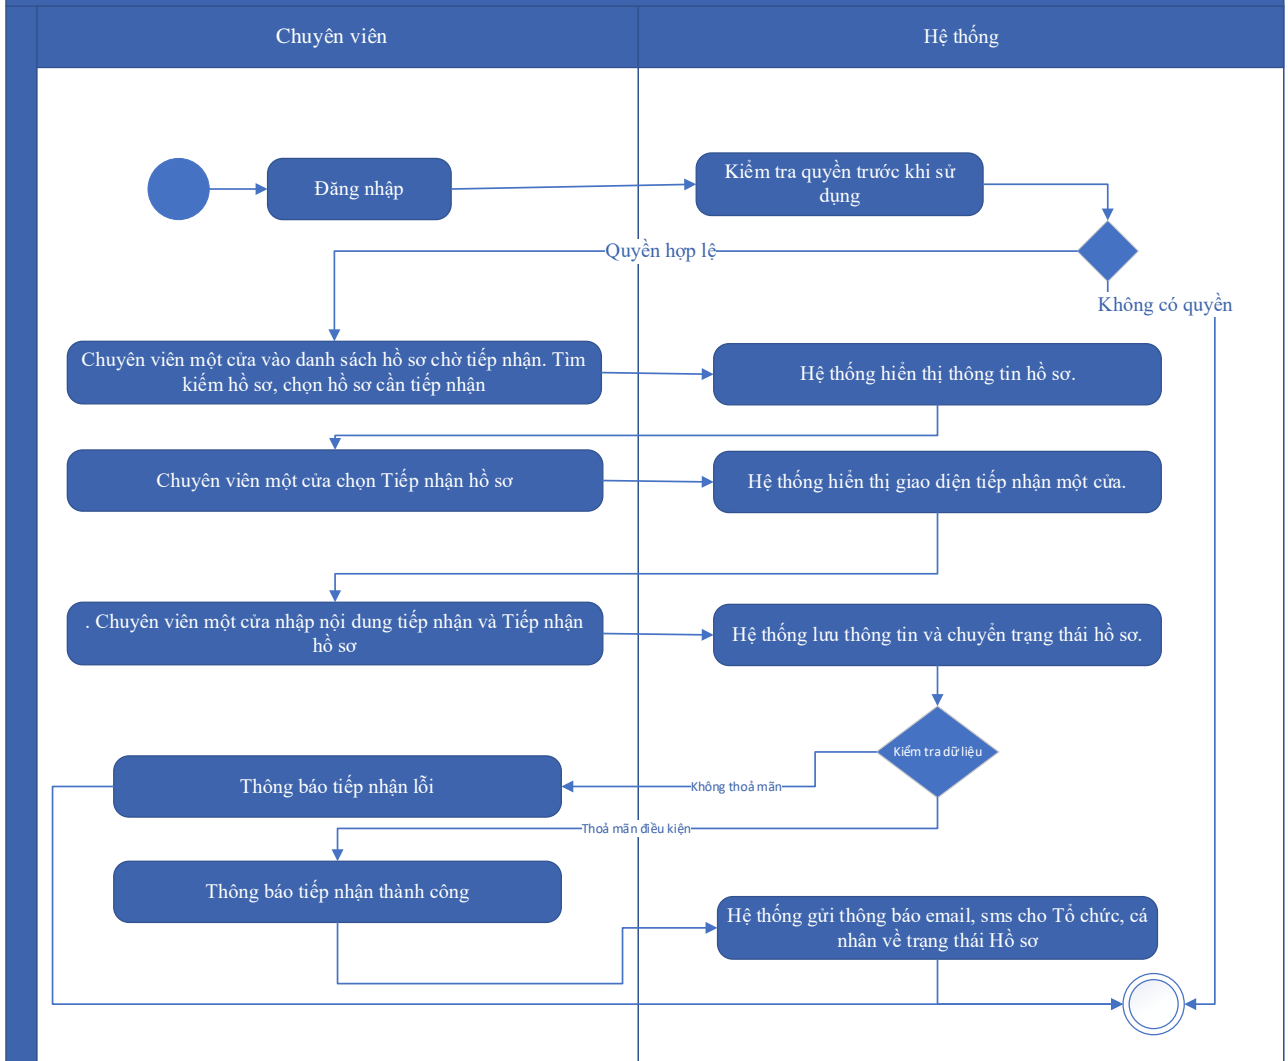 Chuyên viên
Hệ thống
Đăng nhập
Kiểm tra quyền trước khi sử
dụng
Quyền hợp lệ
Không có quyền
Chuyên viên một cửa vào danh sách hồ sơ chờ tiếp nhận. Tìm
kiếm hồ sơ, chọn hồ sơ cần tiếp nhận
Hệ thống hiển thị thông tin hồ sơ.
Chuyên viên một cửa chọn Tiếp nhận hồ sơ
Hệ thống hiển thị giao diện tiếp nhận một cửa.
. Chuyên viên một cửa nhập nội dung tiếp nhận và Tiếp nhận
hồ sơ
Hệ thống lưu thông tin và chuyển trạng thái hồ sơ.
Kiểm tra dữ liệu
Thông báo tiếp nhận lỗi
Không thoả mãn
Thoả mãn điều kiện
Thông báo tiếp nhận thành công
Hệ thống gửi thông báo email, sms cho Tổ chức, cá
nhân về trạng thái Hồ sơ